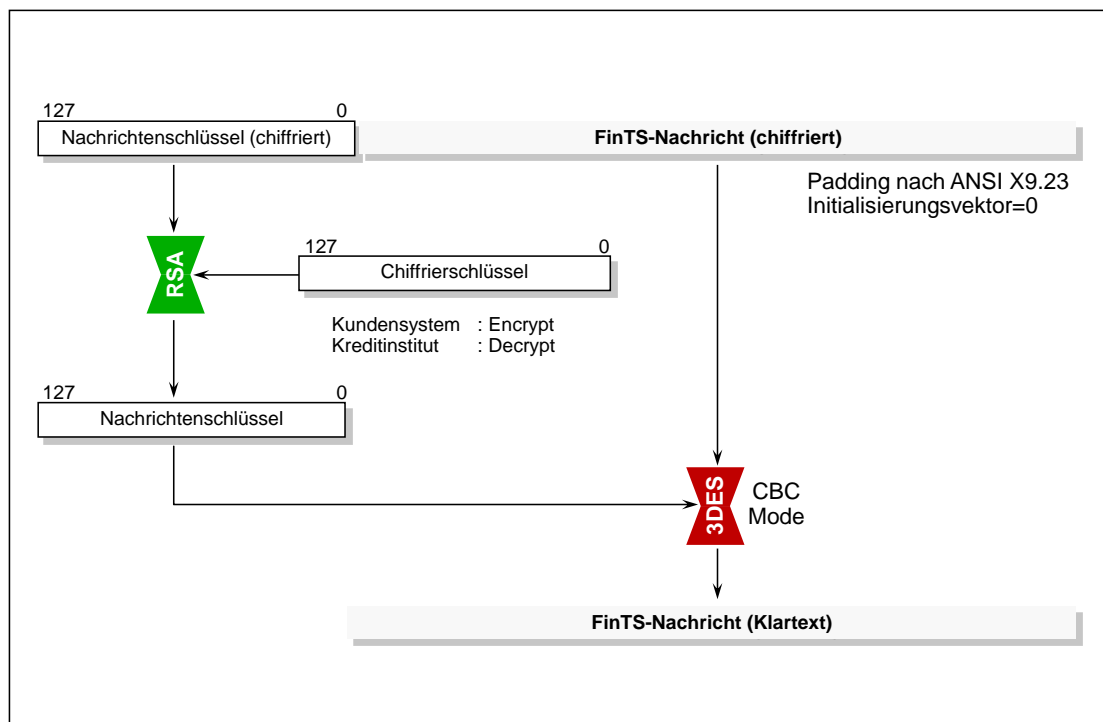 127 0
Nachrichtenschlüssel (chiffriert) FinTS-Nachricht (chiffriert)
Padding nach ANSI X9.23
Initialisierungsvektor=0
127 0
RSA Chiffrierschlüssel
Kundensystem : Encrypt
Kreditinstitut : Decrypt
127 0
Nachrichtenschlüssel
3DES
CBC
Mode
FinTS-Nachricht (Klartext)